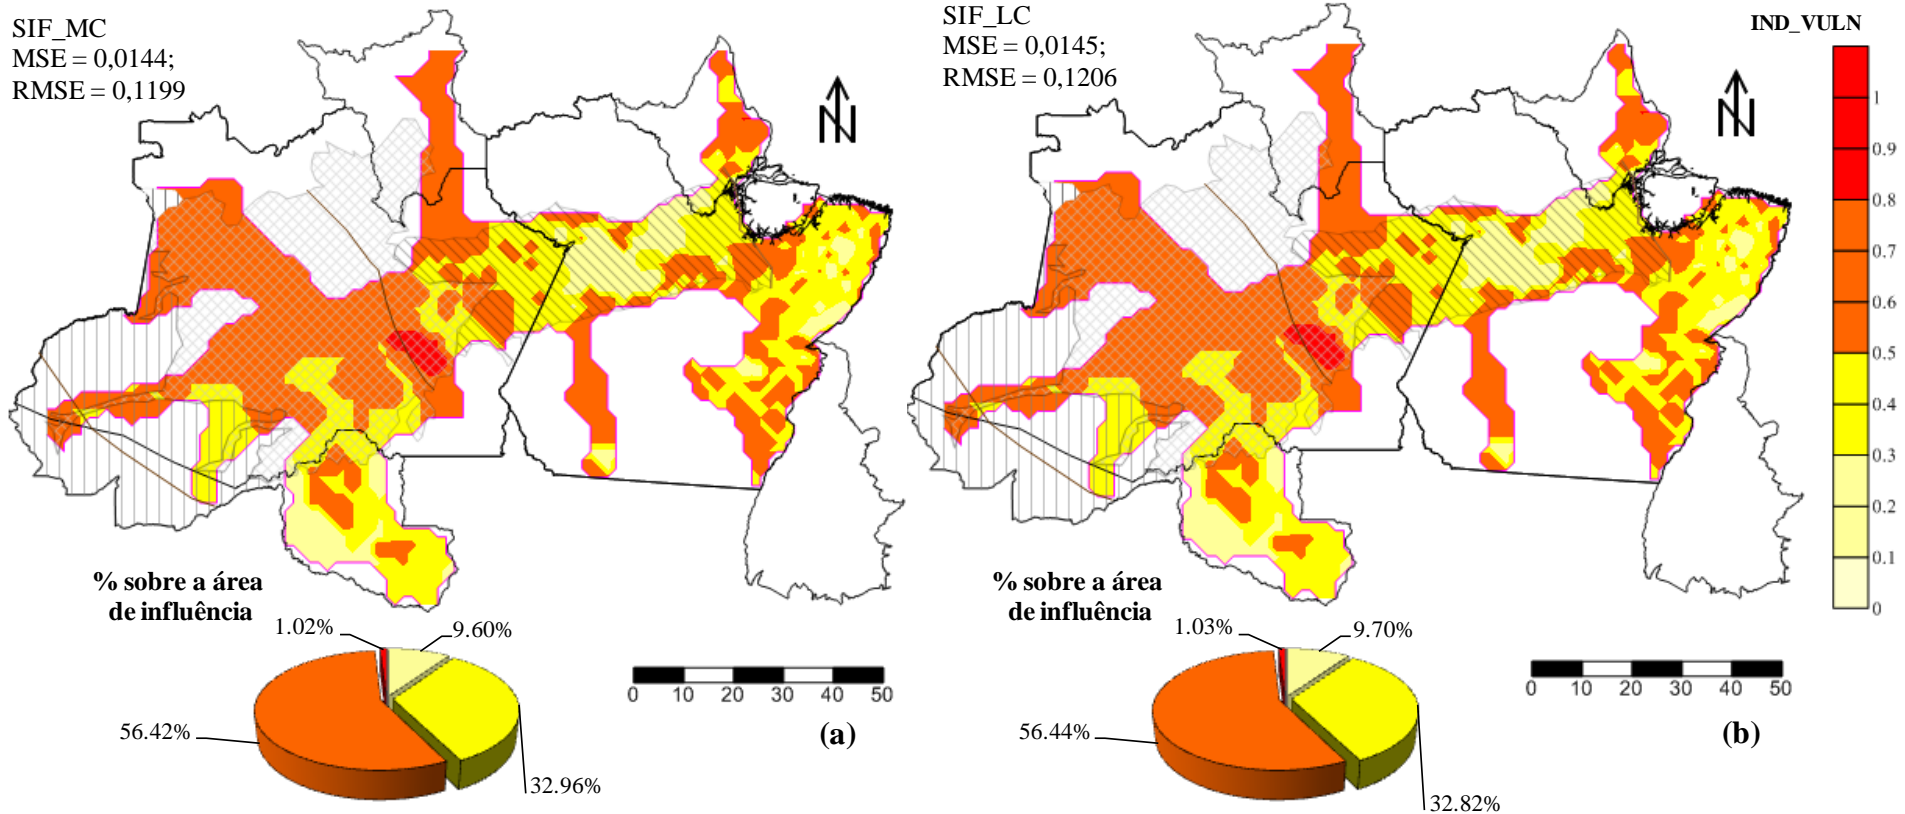 SIF_MC
MSE = 0,0144;
RMSE = 0,1199
N
% sobre a área
de influência
1.02%
9.60%
56.42%
32.96%
0 10 20 30 40 50
(a)
SIF_LC
MSE = 0,0145;
RMSE = 0,1206
N
% sobre a área
de influência
1.03%
9.70%
56.44%
32.82%
0 10 20 30 40 50
(b)
IND_VULN
1
0.9
0.8
0.7
0.6
0.5
0.4
0.3
0.2
0.1
0